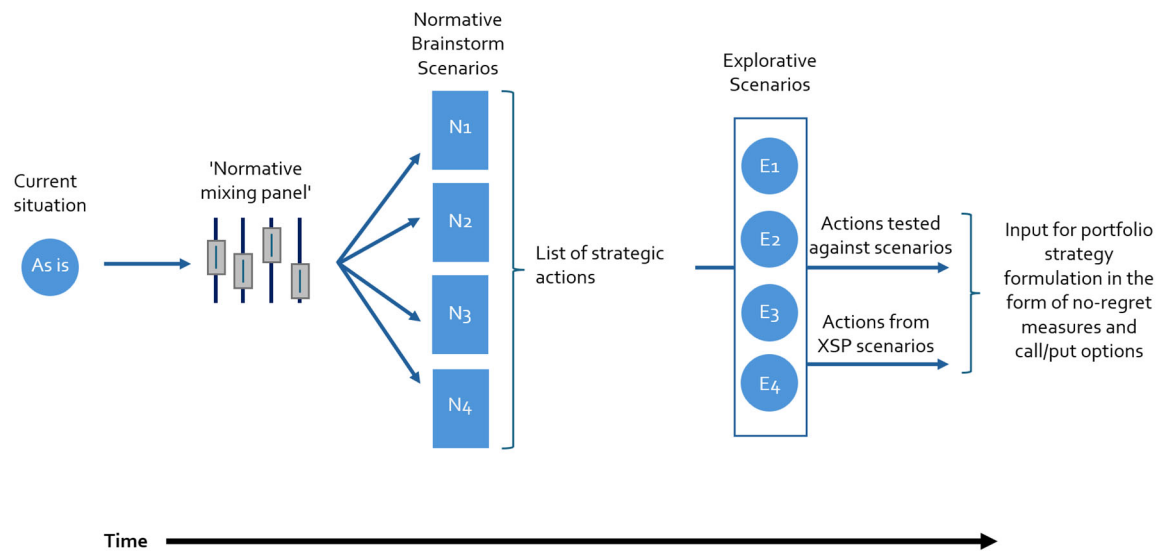 Current
situation
As is
'Normative
mixing panel'
Normative
Brainstorm
Scenarios
N1
N2
N3
N4
List of strategic
actions
Explorative
Scenarios
E1
E2
E3
E4
Actions tested
against scenarios
Actions from
XSP scenarios
Input for portfolio
strategy
formulation in the
form of no-regret
measures and
call/put options
Time